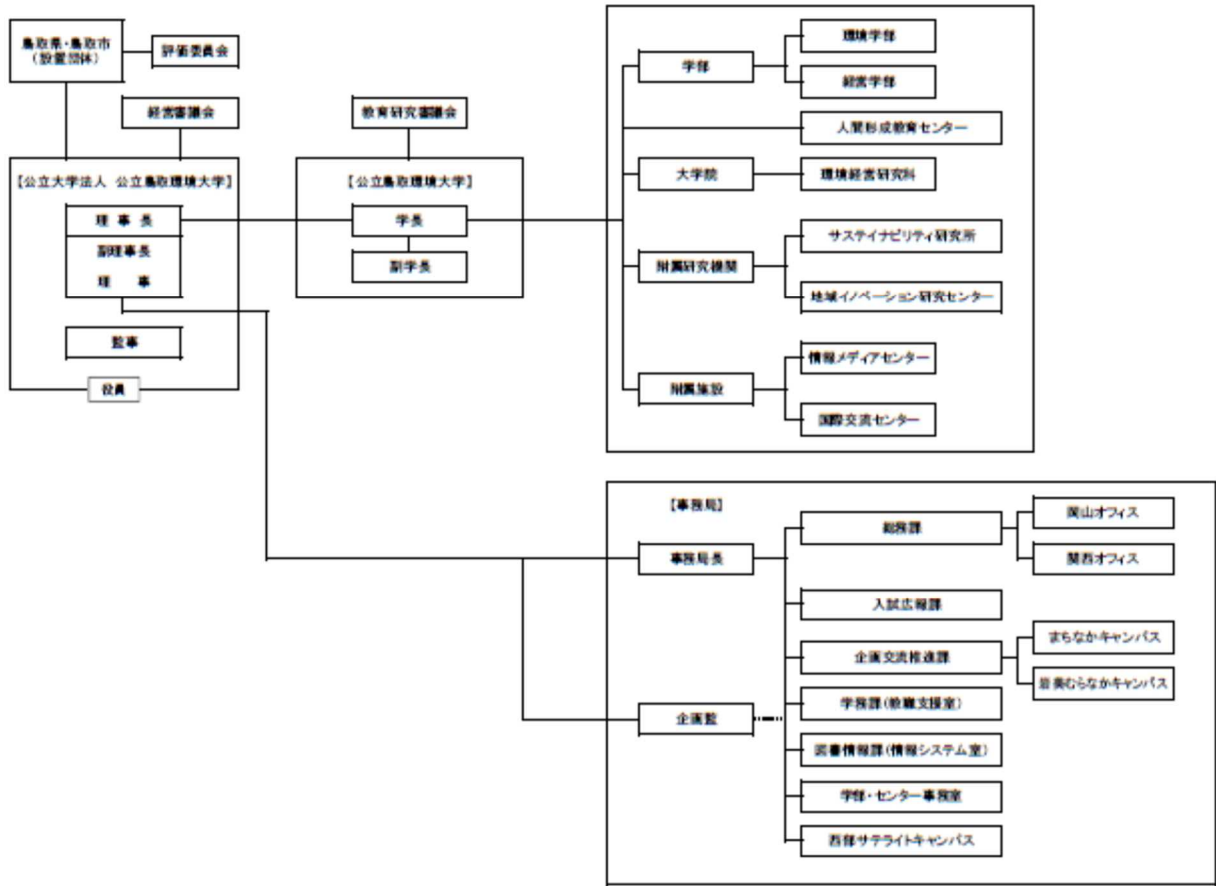 鳥取県・鳥取市
(設置団体)
評価委員会
経営審議会
教育研究審議会
【公立大学法人 公立鳥取環境大学】
理 事 長
副理事長
理 事
監事
役員
【公立鳥取環境大学】
学長
副学長
学部
環境学部
経営学部
人間形成教育センター
大学院
環境経営研究科
附属研究機関
サステイナビリティ研究所
地域イノベーション研究センター
附属施設
情報メディアセンター
国際交流センター
【事務局】
事務局長
総務課
岡山オフィス
関西オフィス
入試広報課
企画交流推進課
まちなかキャンパス
岩美むらなかキャンパス
企画監
学務課(教職支援室)
図書情報課(情報システム室)
学部・センター事務室
西部サテライトキャンパス